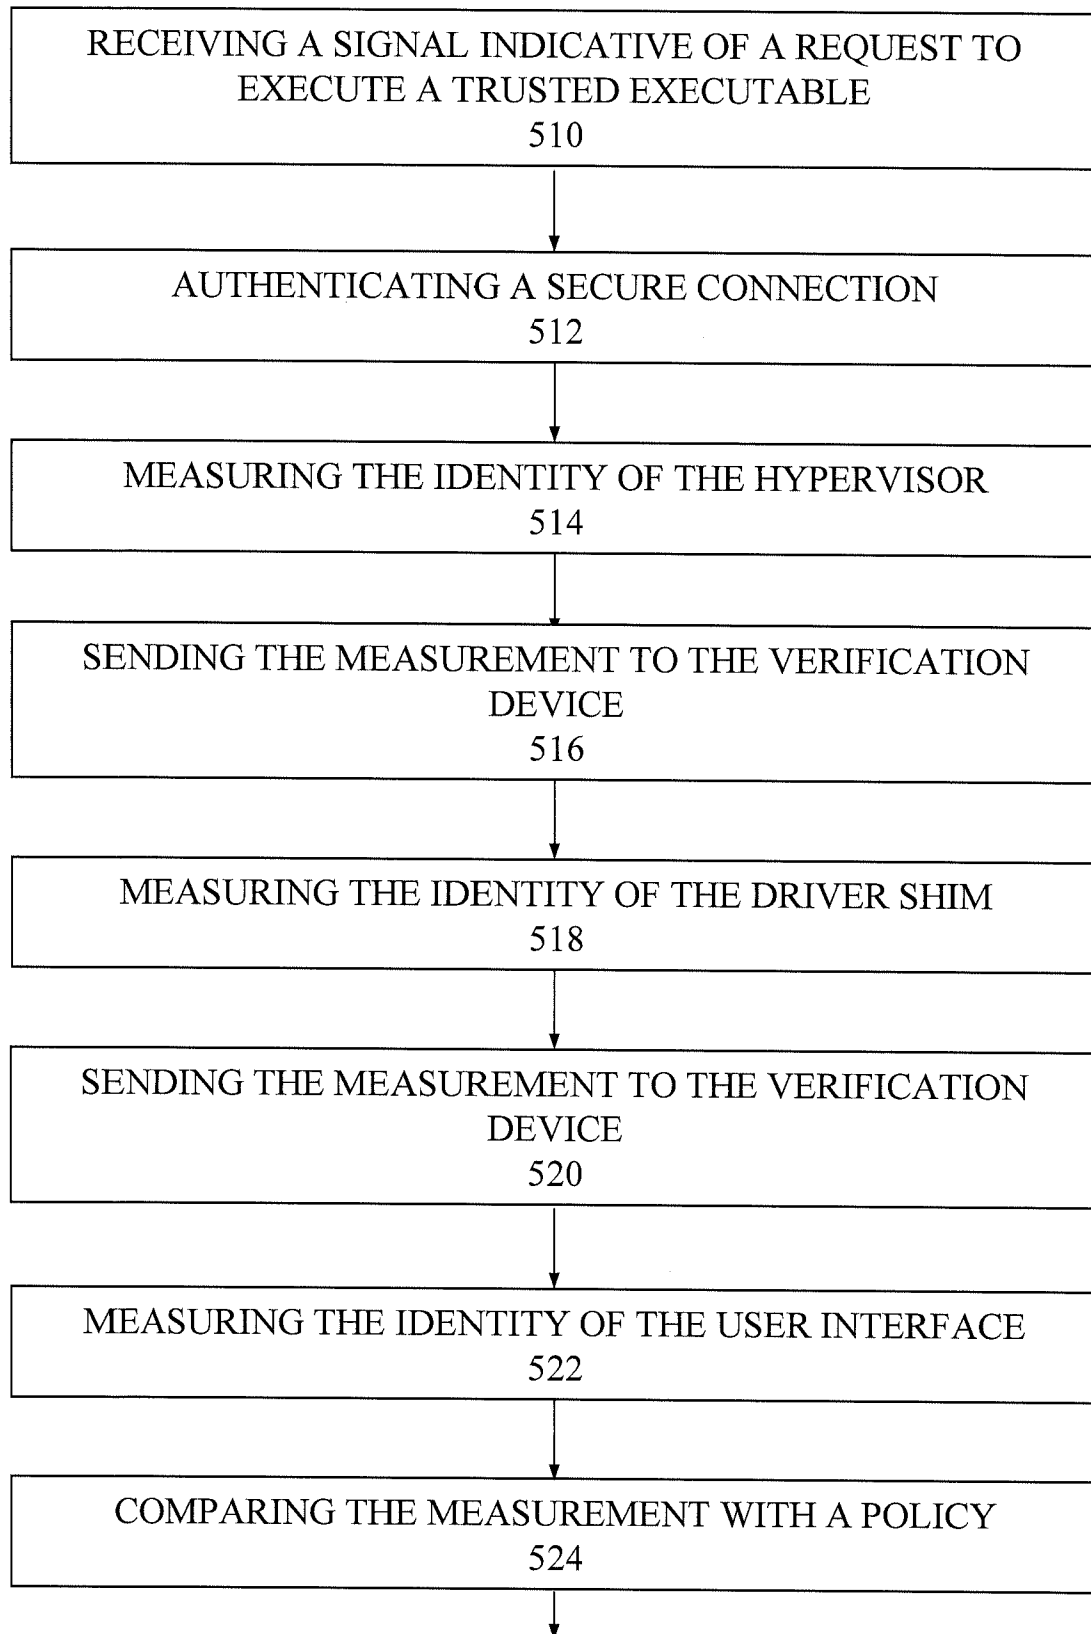 RECEIVING A SIGNAL INDICATIVE OF A REQUEST TO
EXECUTE A TRUSTED EXECUTABLE
510
AUTHENTICATING A SECURE CONNECTION
512
MEASURING THE IDENTITY OF THE HYPERVISOR
514
SENDING THE MEASUREMENT TO THE VERIFICATION
DEVICE
516
MEASURING THE IDENTITY OF THE DRIVER SHIM
518
SENDING THE MEASUREMENT TO THE VERIFICATION
DEVICE
520
MEASURING THE IDENTITY OF THE USER INTERFACE
522
COMPARING THE MEASUREMENT WITH A POLICY
524